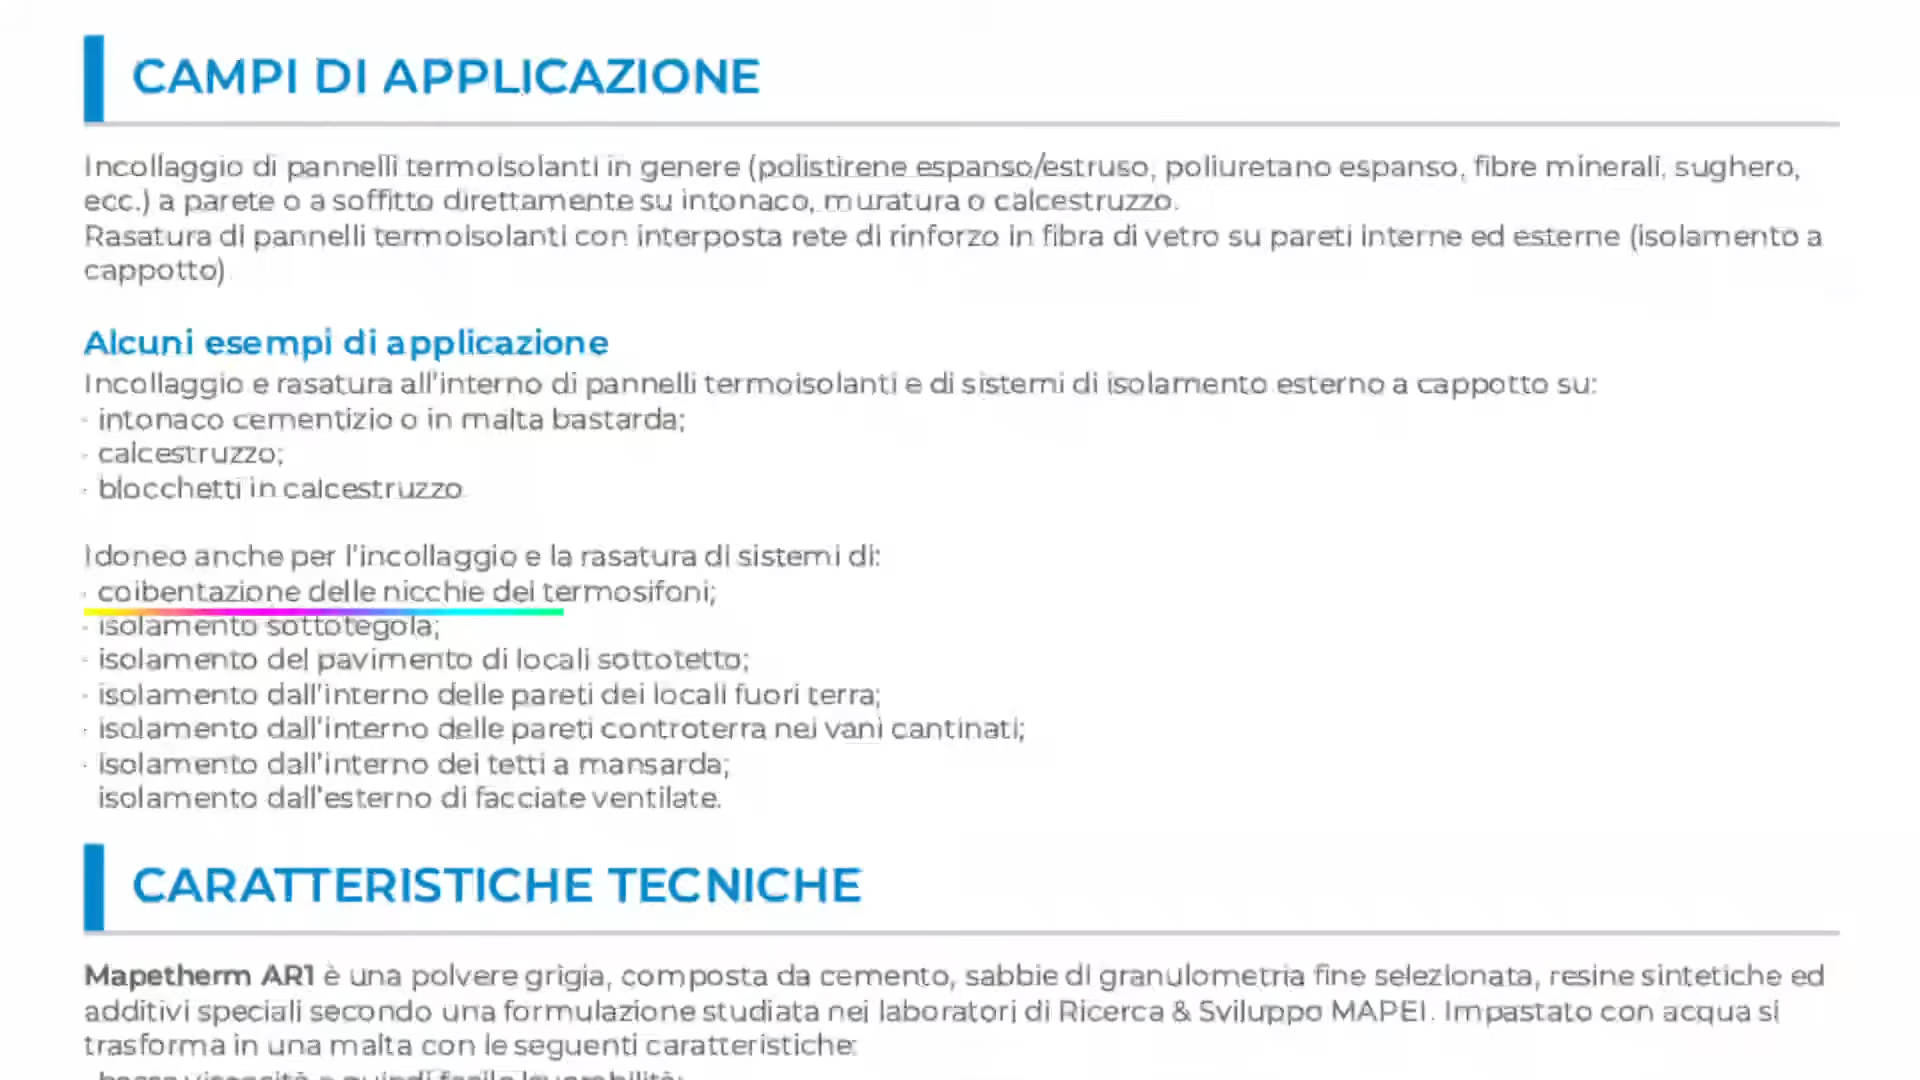 CAMPI DI APPLICAZIONE
Incollaggio di pannelli termoisolanti in genere (polistirene espanso/estruso, poliuretano espanso, fibre minerali, sughero,
ecc.) a parete o a soffitto direttamente su intonaco, muratura o calcestruzzo.
Rasatura di pannelli termoisolanti con interposta rete di rinforzo in fibra di vetro su pareti interne ed esterne (isolamento a
cappotto)
Alcuni esempi di applicazione
Incollaggio e rasatura all'interno di pannelli termoisolanti e di sistemi di isolamento esterno a cappotto su:
- intonaco cementizio o in malta bastarda;
- calcestruzzo;
- blocchetti in calcestruzzo
Idoneo anche per l'incollaggio e la rasatura di sistemi di:
- coibentazione delle nicchie dei termosifoni;
- isolamento sottotegola;
- isolamento del pavimento di locali sottotetto;
- isolamento dall'interno delle pareti dei locali fuori terra;
- isolamento dall'interno delle pareti controterra nei vani cantinati;
- isolamento dall'interno dei tetti a mansarda;
isolamento dall'esterno di facciate ventilate.
CARATTERISTICHE TECNICHE
Mapetherm AR1 è una polvere grigia, composta da cemento, sabbie di granulometria fine selezionata, resine sintetiche ed
additivi speciali secondo una formulazione studiata nei laboratori di Ricerca & Sviluppo MAPEI. Impastato con acqua si
trasforma in una malta con le seguenti caratteristiche:
- bassa viscosità e quindi facile lavorabilità;